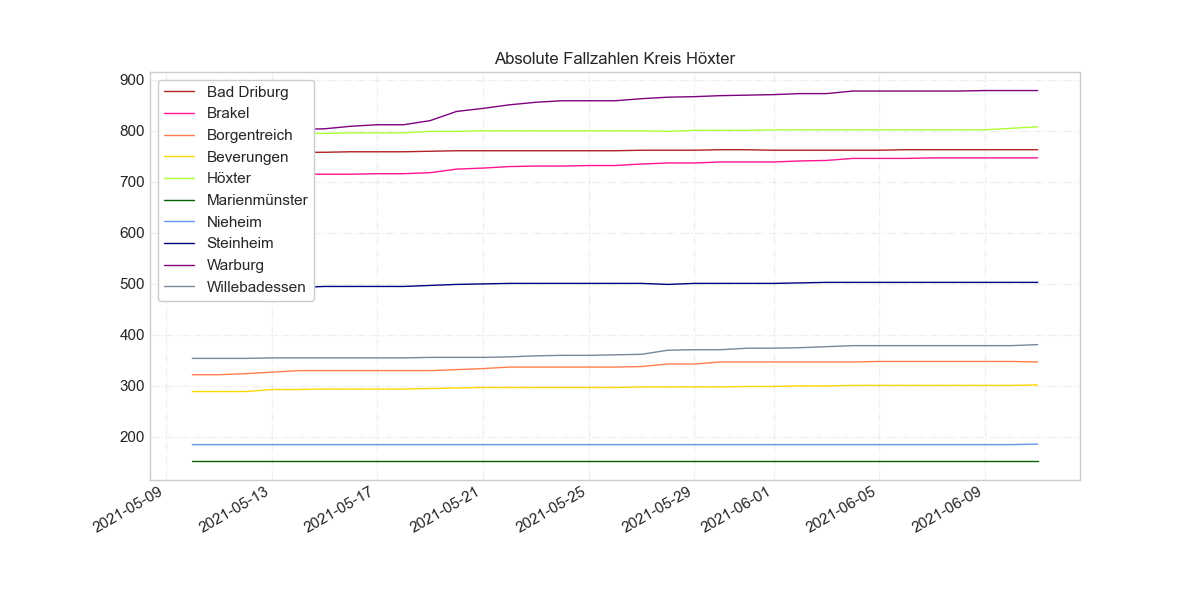 Absolute Fallzahlen Kreis Höxter
900
800
700
600
500
400
300
200
Bad Driburg
Brakel
Borgentreich
Beverungen
Höxter
Marienmünster
Nieheim
Steinheim
Warburg
Willebadessen
2021-05-09
2021-05-13
2021-05-17
2021-05-21
2021-05-25
2021-05-29
2021-06-01
2021-06-05
2021-06-09